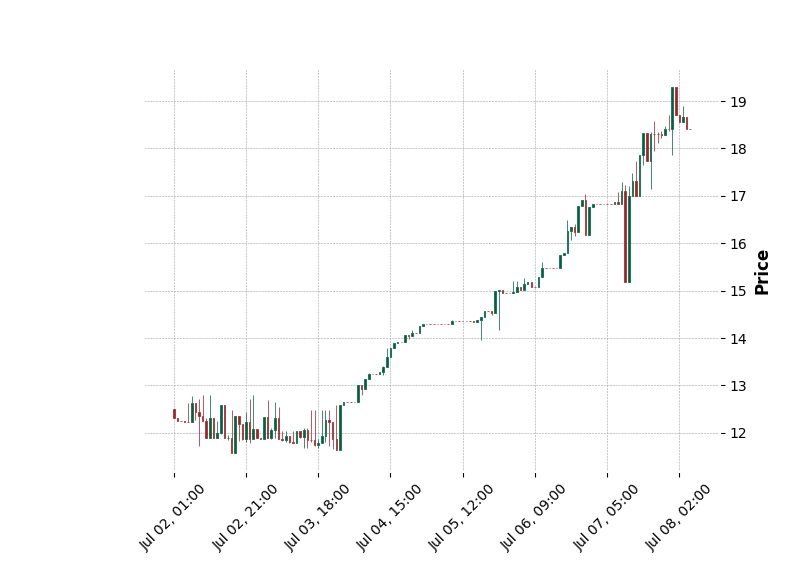 19
18
17
16
15
14
13
12
Price
Jul 02, 01:00
Jul 02, 21:00
Jul 03, 18:00
Jul 04, 15:00
Jul 05, 12:00
Jul 06, 09:00
Jul 07, 05:00
Jul 08, 02:00